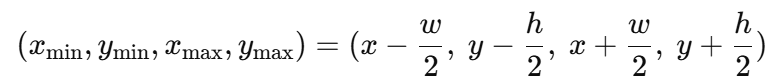 (x_min, y_min, x_max, y_max) = (x − w/2, y − h/2, x + w/2, y + h/2)